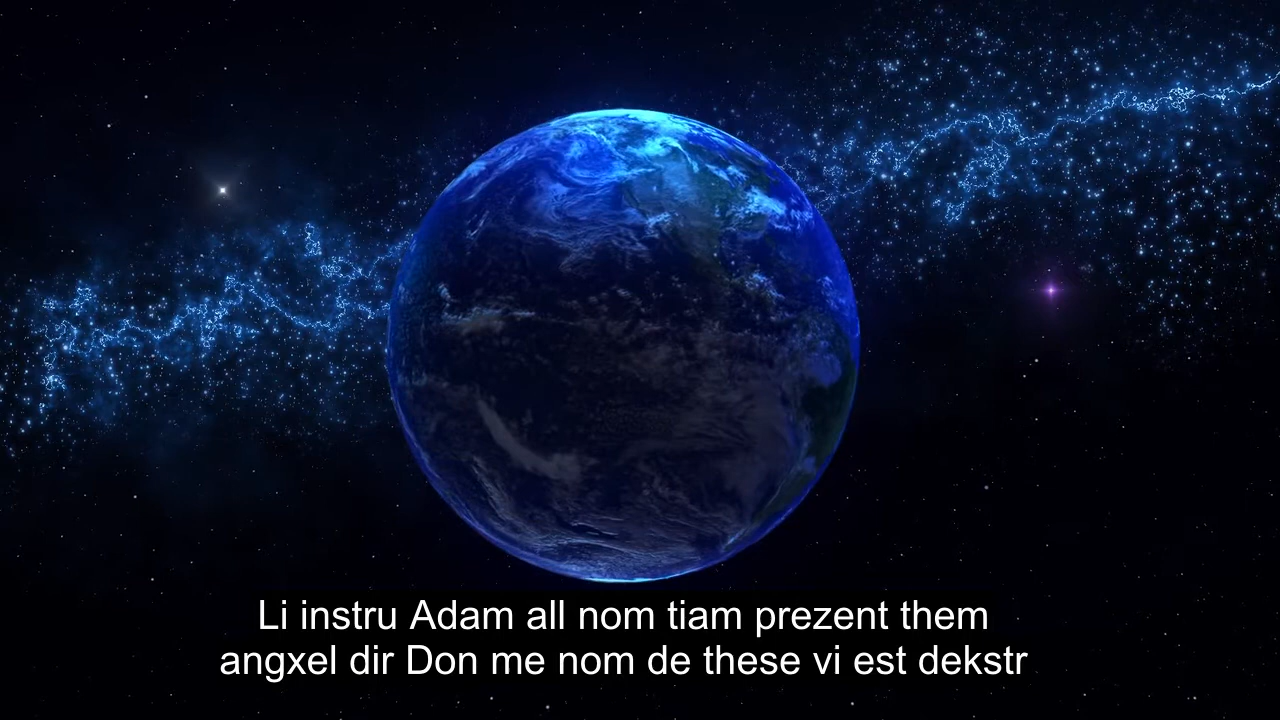 Li instru Adam all nom tiam prezent them
angxel dir Don me nom de these vi est dekstr